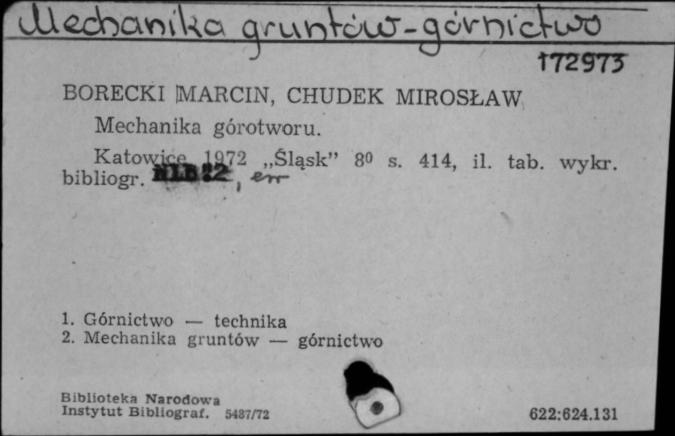 Mechanika gruntów-górnictwo
172973
BORECKI MARCIN, CHUDEK MIROSŁAW
Mechanika górotworu.
Katowice 1972 „Śląsk” 8⁰ s. 414, il. tab. wykr.
bibliogr.
1. Górnictwo — technika
2. Mechanika gruntów — górnictwo
Biblioteka Narodowa
Instytut Bibliograf. 5487/72
622:624.131